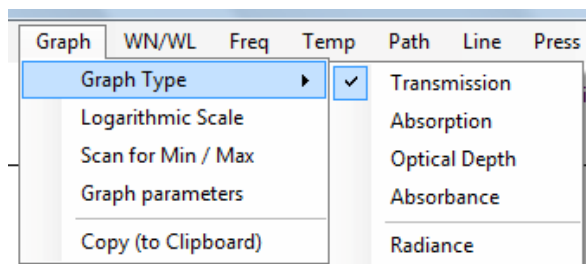 Graph WN/WL Freq Temp Path Line Press
Graph Type
Logarithmic Scale
Scan for Min / Max
Graph parameters
Copy (to Clipboard)
Transmission
Absorption
Optical Depth
Absorbance
Radiance